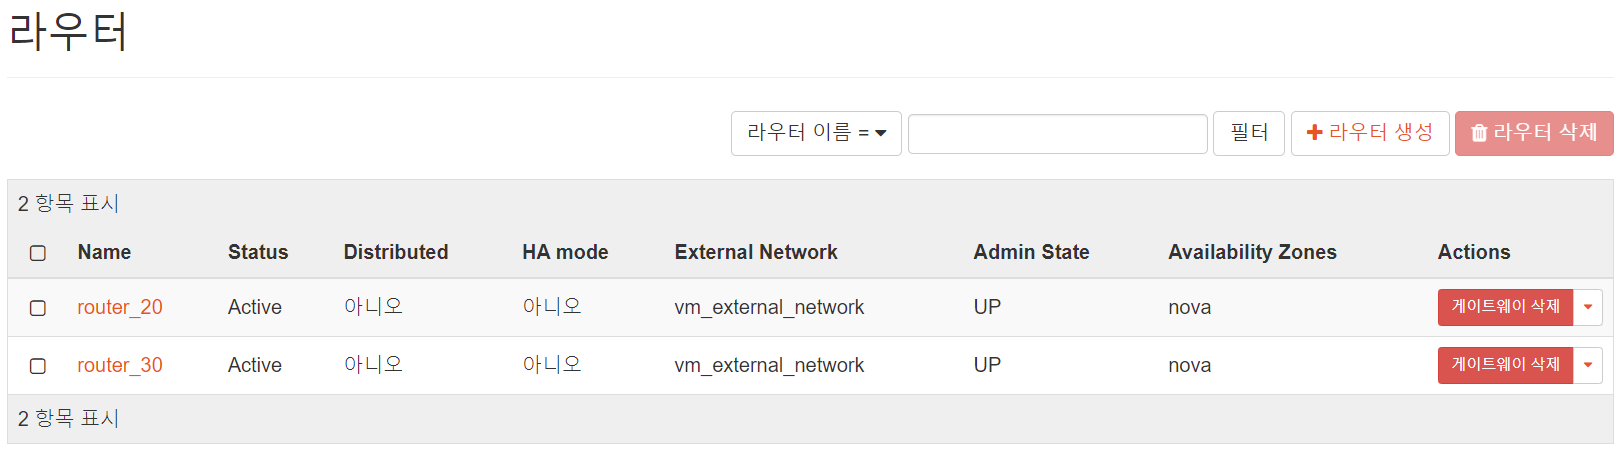 라우터
라우터 이름 = 필터 라우터 생성 라우터 삭제
2 항목 표시
Name Status Distributed HA mode External Network Admin State Availability Zones Actions
router_20 Active 아니오 아니오 vm_external_network UP nova 게이트웨이 삭제
router_30 Active 아니오 아니오 vm_external_network UP nova 게이트웨이 삭제
2 항목 표시